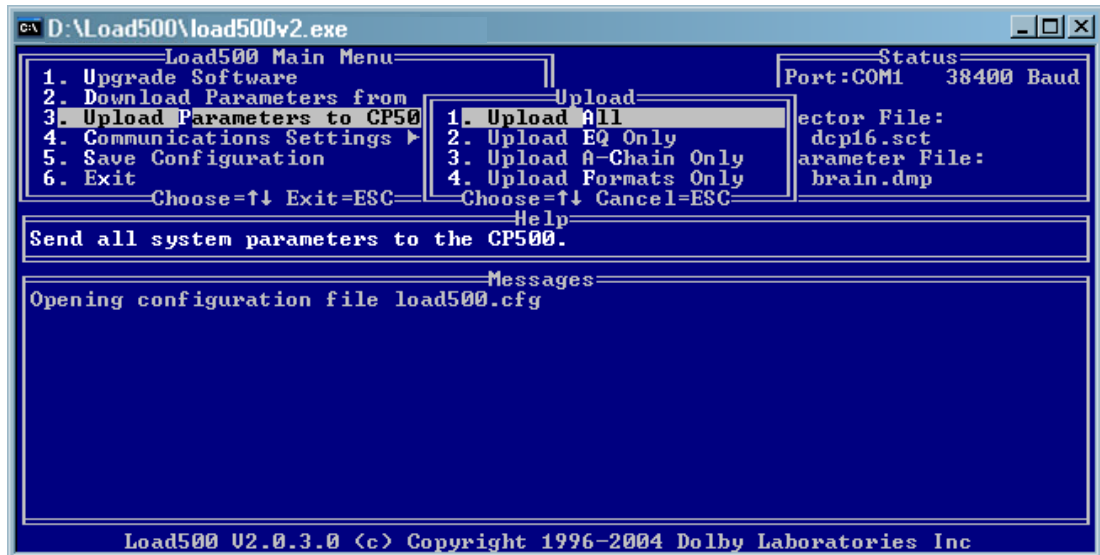 D:\Load500\load500v2.exe
Load500 Main Menu
1. Upgrade Software
2. Download Parameters from
3. Upload Parameters to CP50
4. Communications Settings ►
5. Save Configuration
6. Exit
Choose=↑↓ Exit=ESC
Upload
1. Upload All
2. Upload EQ Only
3. Upload A-Chain Only
4. Upload Formats Only
Choose=↑↓ Cancel=ESC
Status
Port:COM1 38400 Baud
ector File:
dcp16.sct
arameter File:
brain.dmp
Help
Send all system parameters to the CP500.
Messages
Opening configuration file load500.cfg
Load500 V2.0.3.0 (c) Copyright 1996-2004 Dolby Laboratories Inc